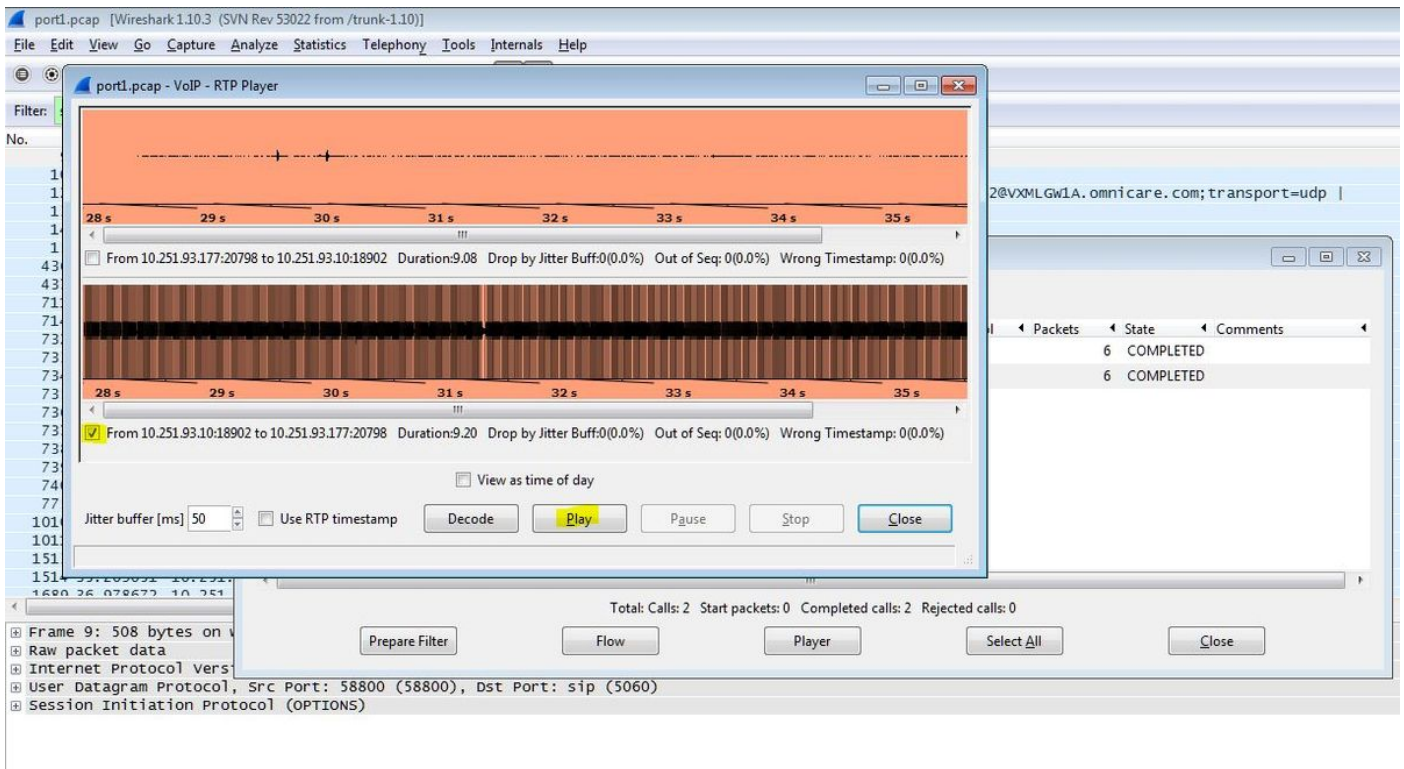 port1.pcap [Wireshark 1.10.3 (SVN Rev 53022 from /trunk-1.10)]
File Edit View Go Capture Analyze Statistics Telephony Tools Internals Help
port1.pcap - VoIP - RTP Player
Filter:
No.
2@VXMLGW1A.omnicare.com;transport=udp |
28 s 29 s 30 s 31 s 32 s 33 s 34 s 35 s
From 10.251.93.177:20798 to 10.251.93.10:18902 Duration:9.08 Drop by Jitter Buff:0(0.0%) Out of Seq: 0(0.0%) Wrong Timestamp: 0(0.0%)
Packets State Comments
6 COMPLETED
6 COMPLETED
28 s 29 s 30 s 31 s 32 s 33 s 34 s 35 s
From 10.251.93.10:18902 to 10.251.93.177:20798 Duration:9.20 Drop by Jitter Buff:0(0.0%) Out of Seq: 0(0.0%) Wrong Timestamp: 0(0.0%)
View as time of day
Jitter buffer [ms] 50 Use RTP timestamp Decode Play Pause Stop Close
Total: Calls: 2 Start packets: 0 Completed calls: 2 Rejected calls: 0
Prepare Filter Flow Player Select All Close
Frame 9: 508 bytes on
Raw packet data
Internet Protocol Vers
User Datagram Protocol, Src Port: 58800 (58800), Dst Port: sip (5060)
Session Initiation Protocol (OPTIONS)